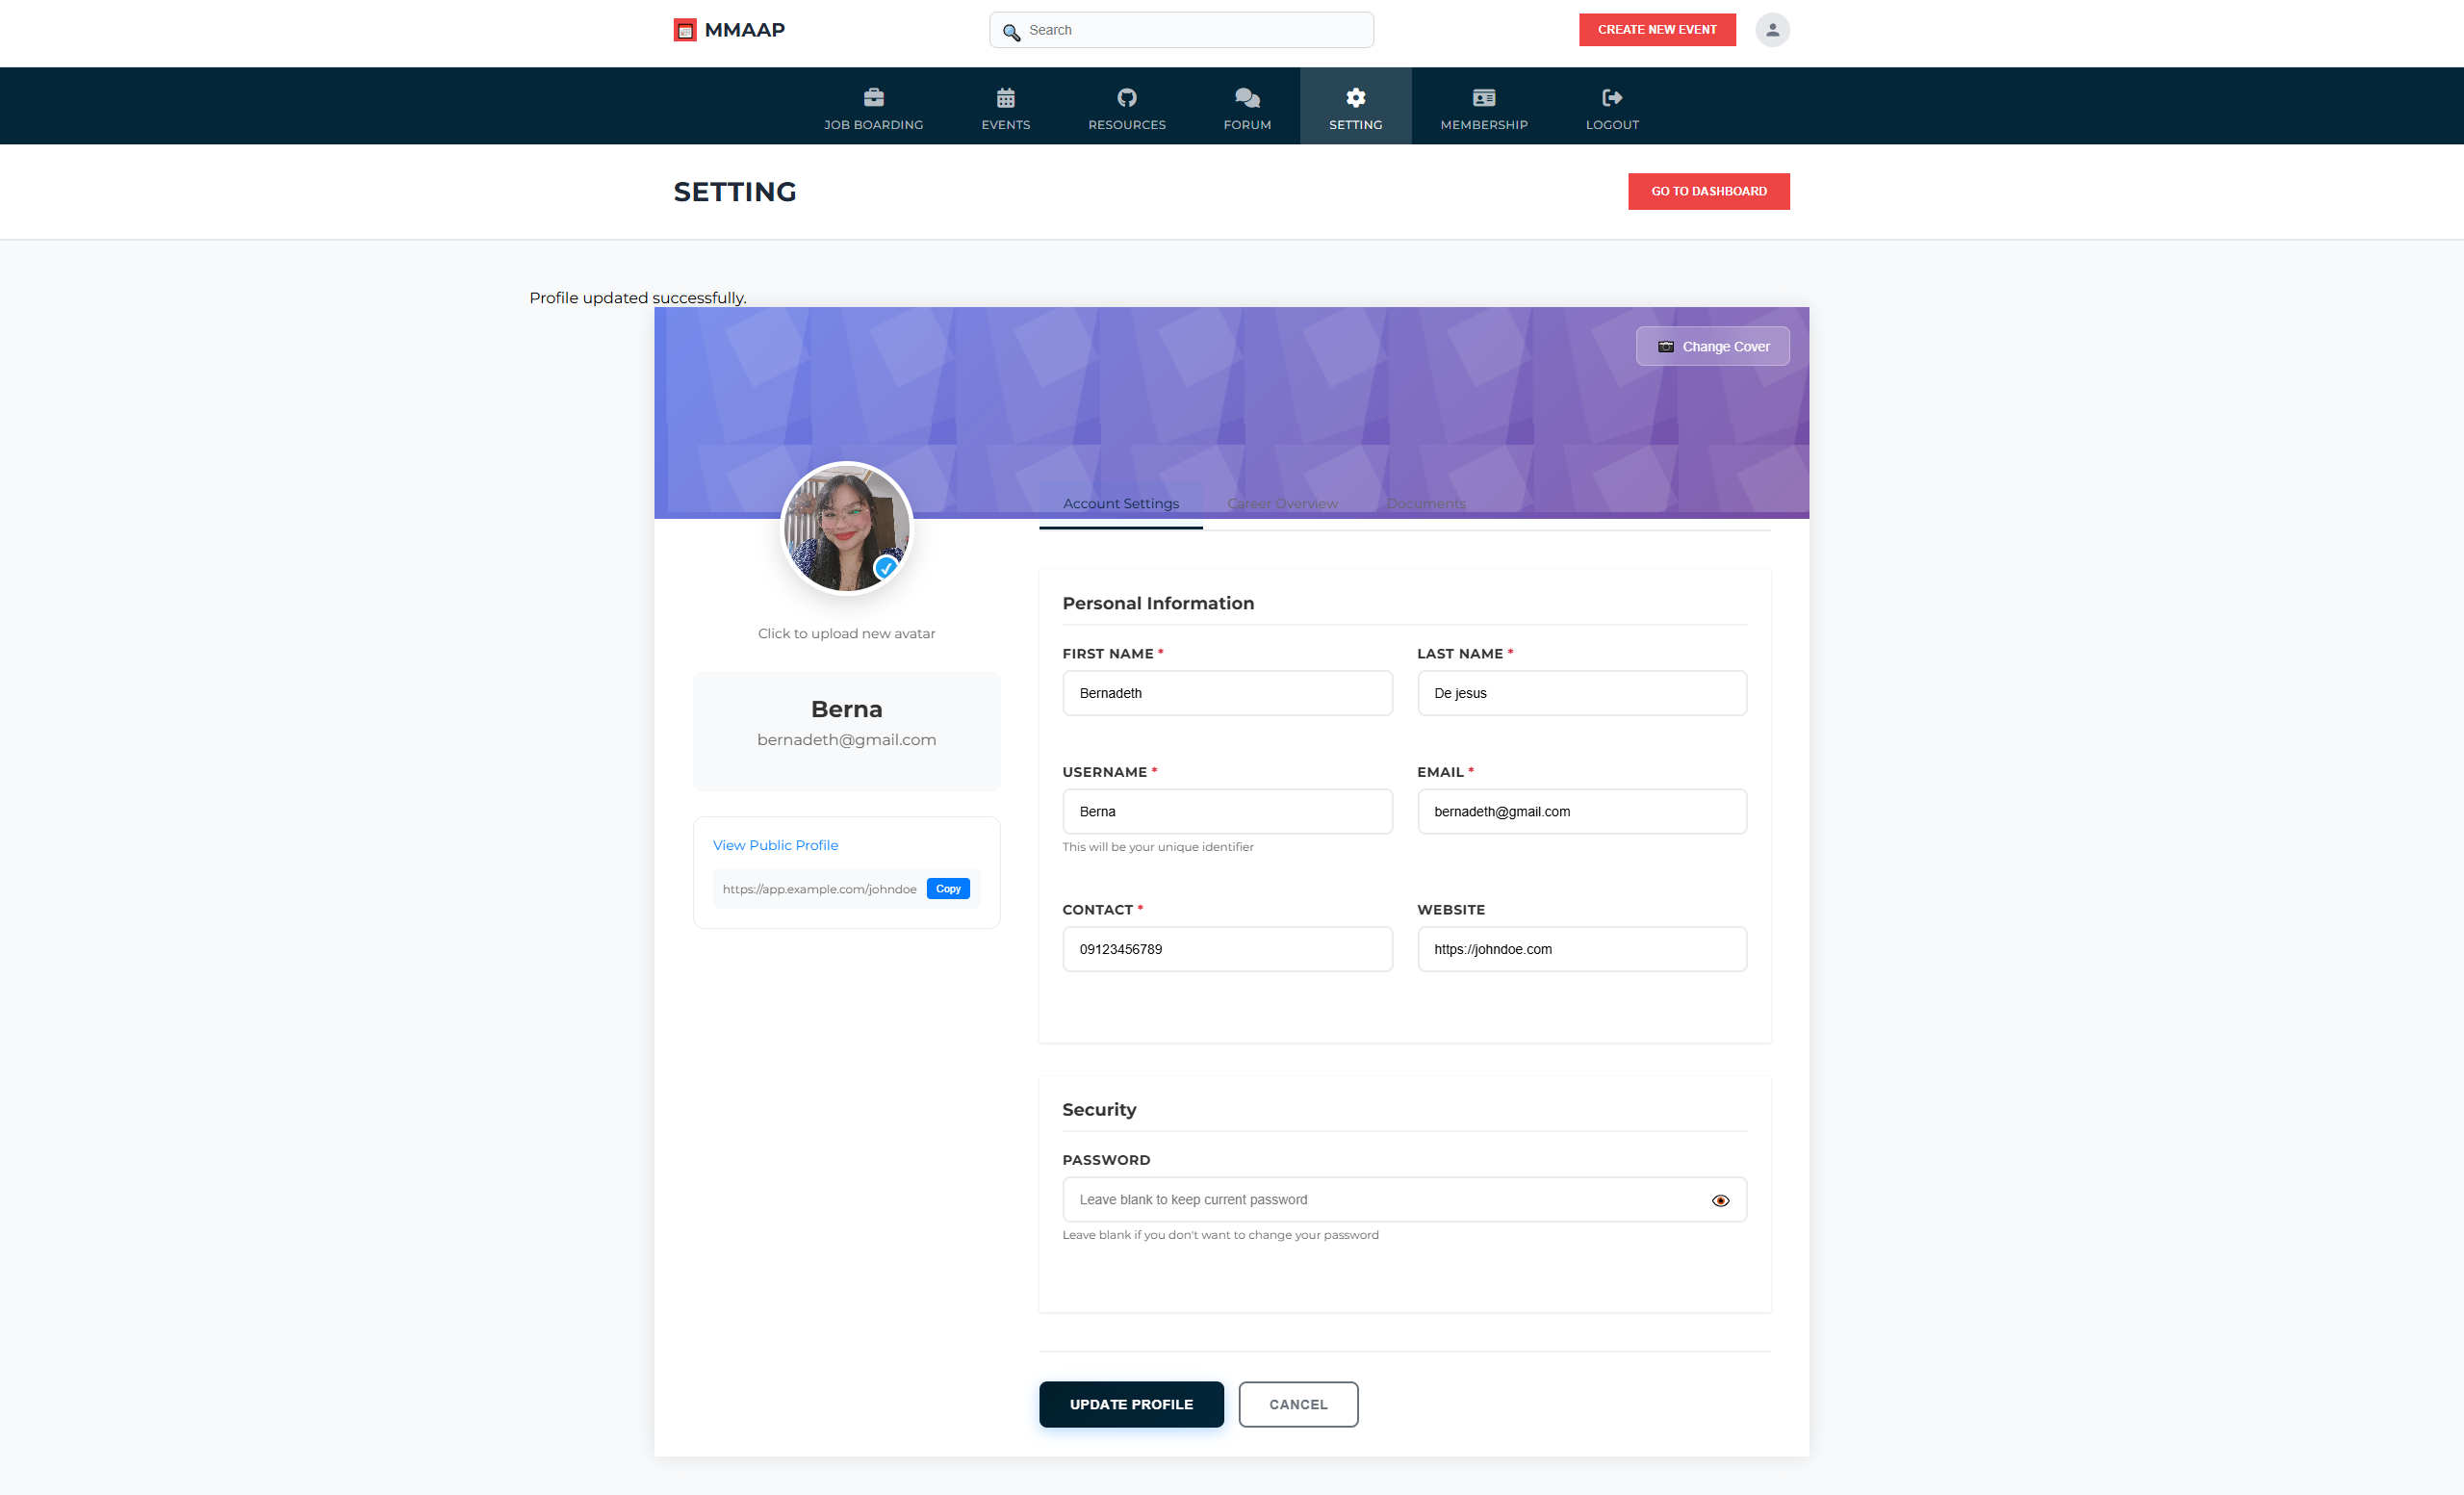 MMAAP
Search
CREATE NEW EVENT
JOB BOARDING
EVENTS
RESOURCES
FORUM
SETTING
MEMBERSHIP
LOGOUT
SETTING
GO TO DASHBOARD
Profile updated successfully.
Change Cover
Account Settings
Career Overview
Documents
Click to upload new avatar
Berna
bernadeth@gmail.com
View Public Profile
https://app.example.com/johndoe
Copy
Personal Information
FIRST NAME *
LAST NAME *
Bernadeth
De jesus
USERNAME *
EMAIL *
Berna
bernadeth@gmail.com
This will be your unique identifier
CONTACT *
WEBSITE
09123456789
https://johndoe.com
Security
PASSWORD
Leave blank to keep current password
Leave blank if you don't want to change your password
UPDATE PROFILE
CANCEL